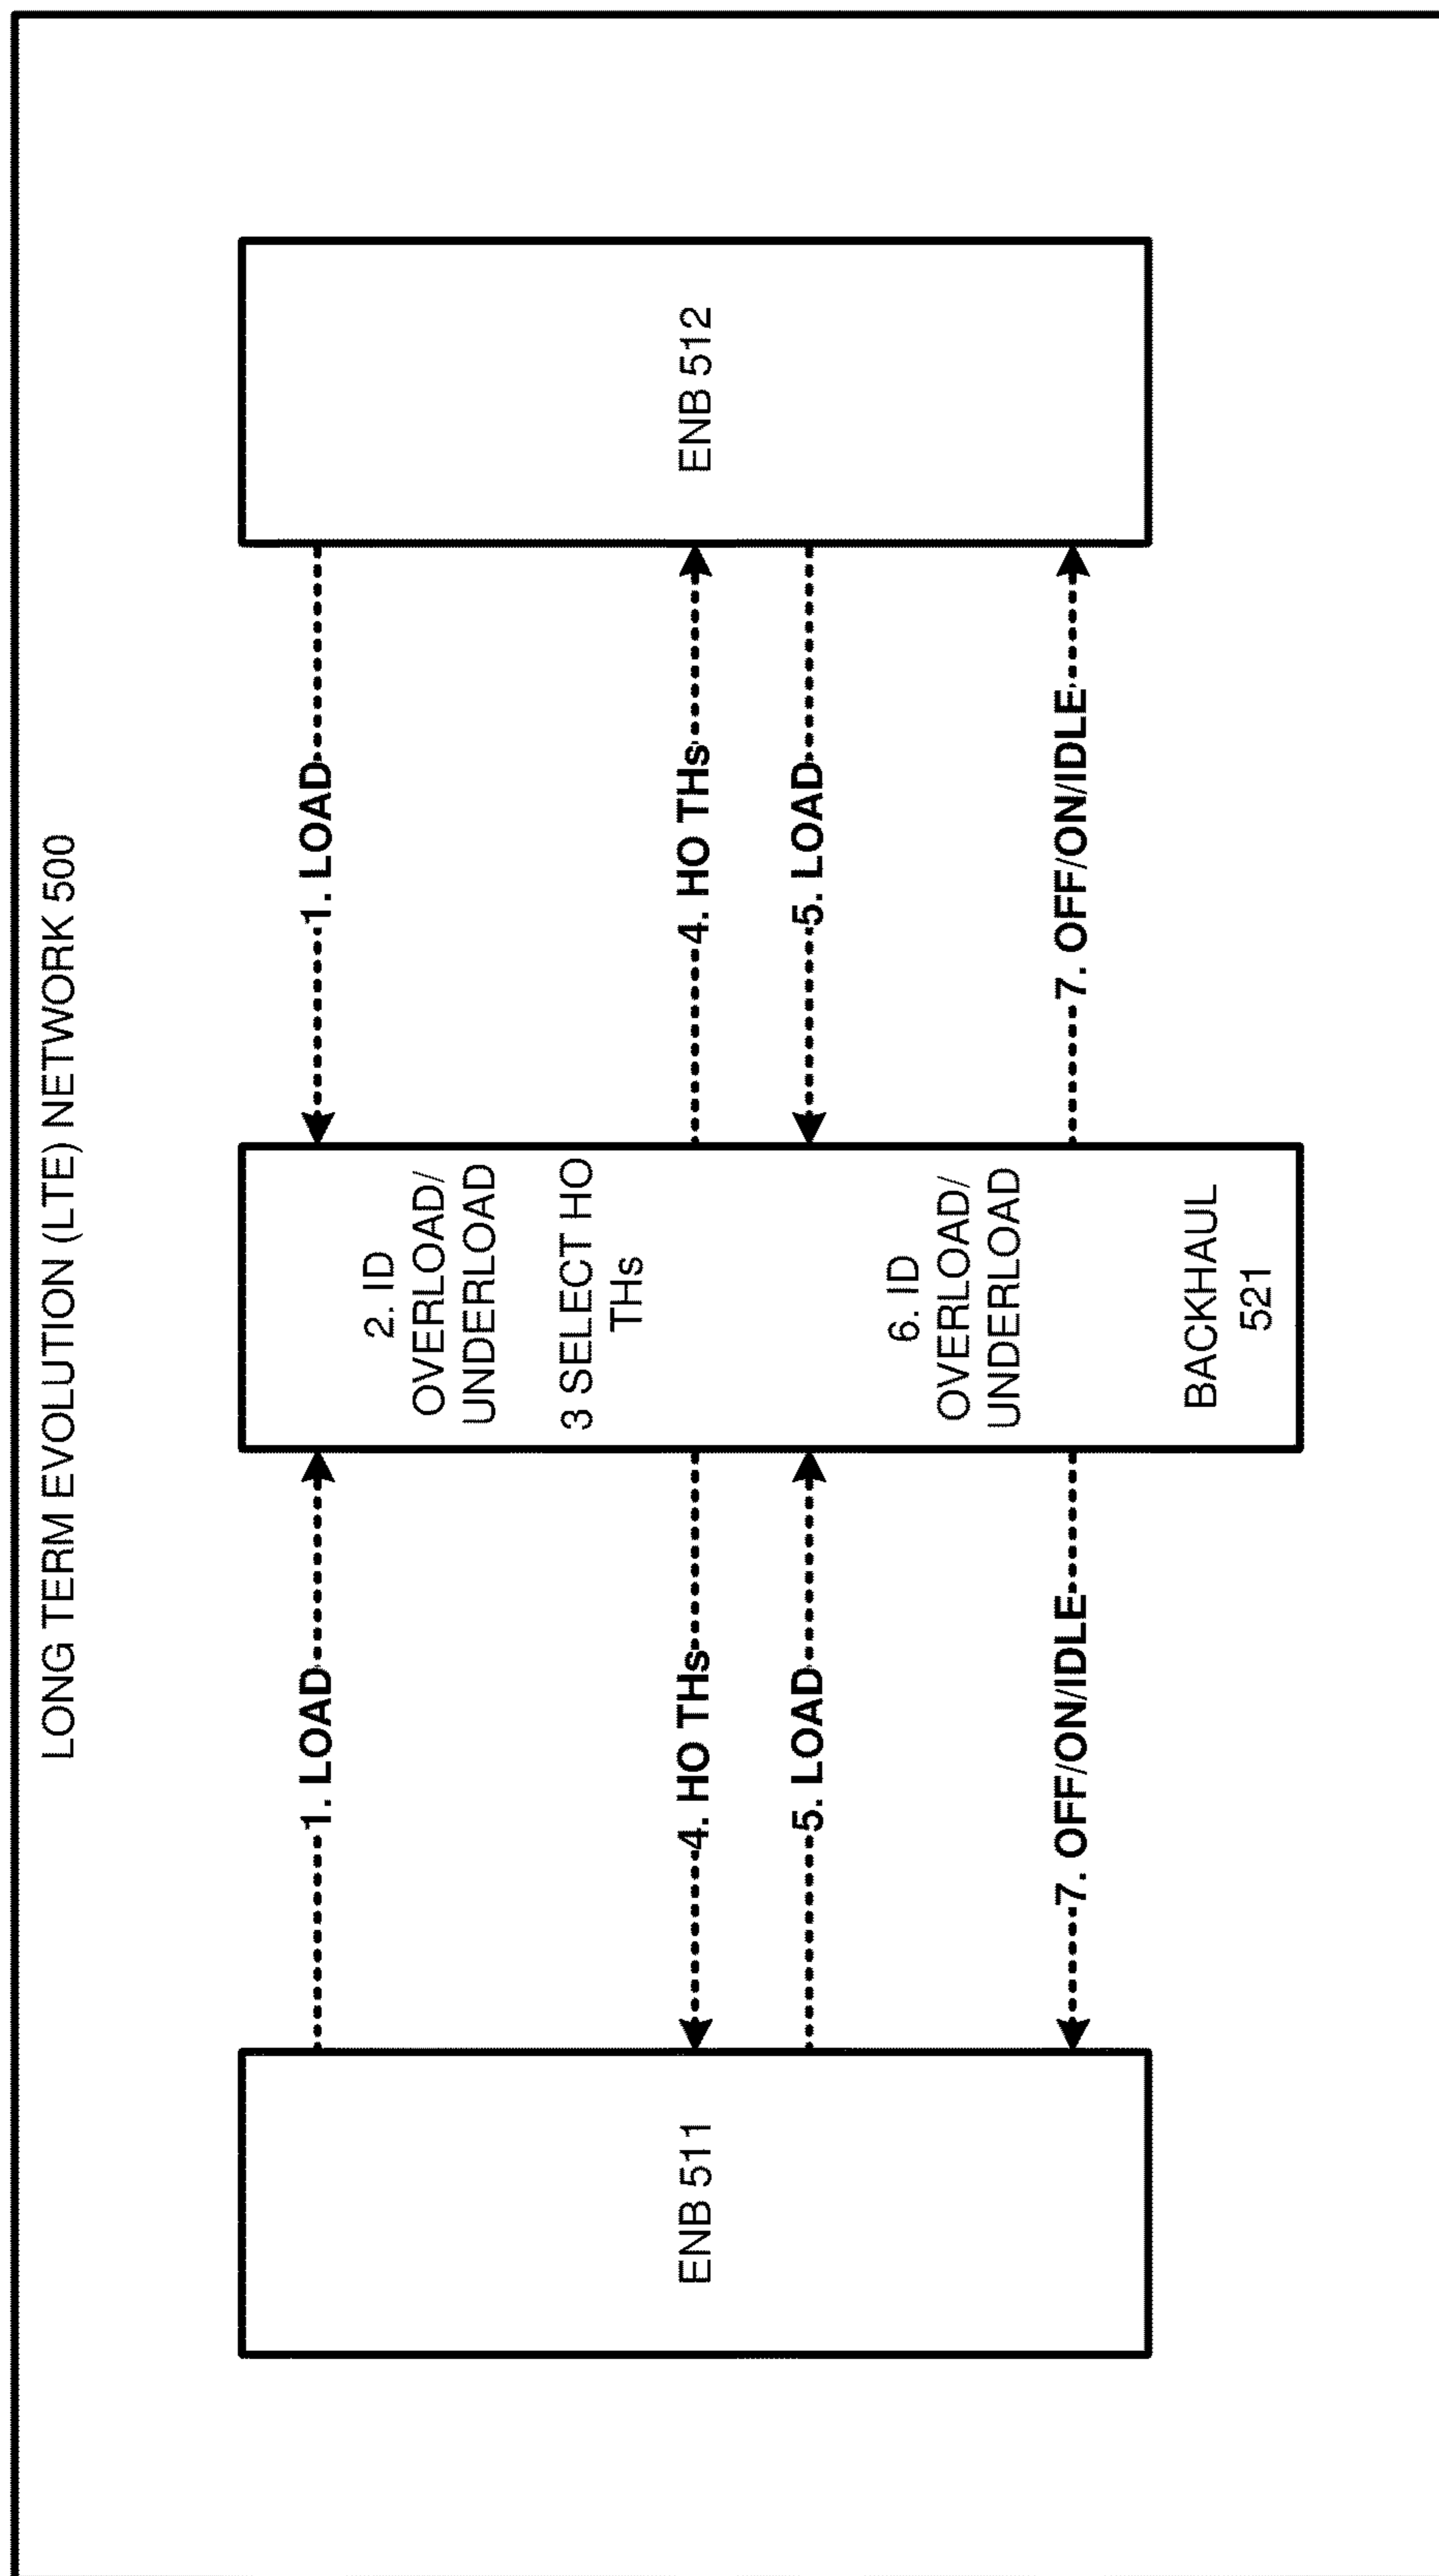 LONG TERM EVOLUTION (LTE) NETWORK 500
1. LOAD
1. LOAD
2. ID
OVERLOAD/
UNDERLOAD
3 SELECT HO
THs
4. HO THs
ENB 511
4. HO THs
ENB 512
5. LOAD
5. LOAD
6. ID
OVERLOAD/
UNDERLOAD
7. OFF/ON/IDLE
7. OFF/ON/IDLE
BACKHAUL
521